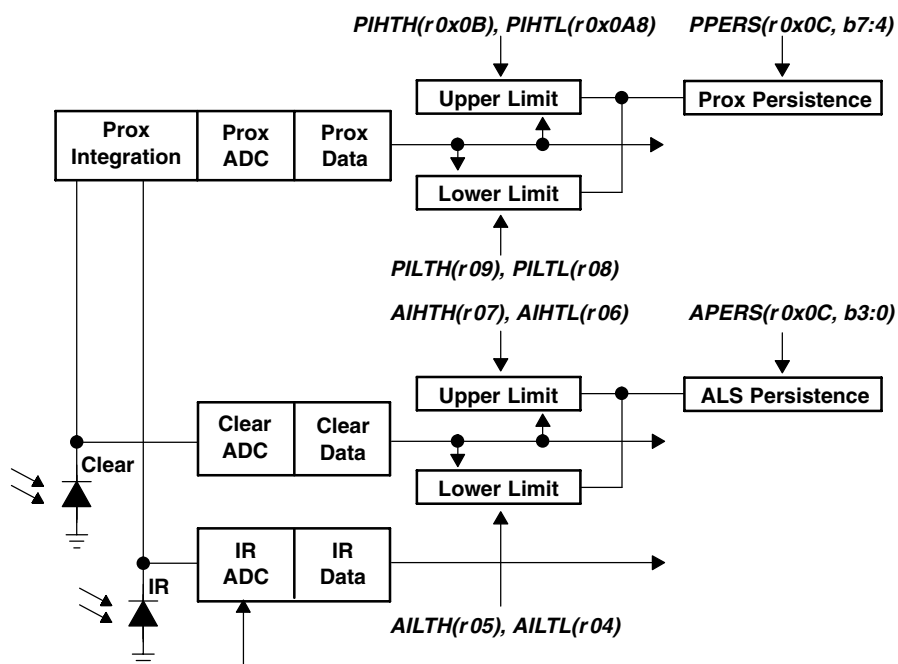 PIHTH(r0x0B), PIHTL(r0x0A8)
PPERS(r0x0C, b7:4)
Upper Limit
Prox Persistence
Prox
Integration
Prox
ADC
Prox
Data
Lower Limit
PILTH(r09), PILTL(r08)
AIHTH(r07), AIHTL(r06)
APERS(r0x0C, b3:0)
Upper Limit
ALS Persistence
Clear
ADC
Clear
Data
Clear
Lower Limit
IR
ADC
IR
Data
IR
AILTH(r05), AILTL(r04)